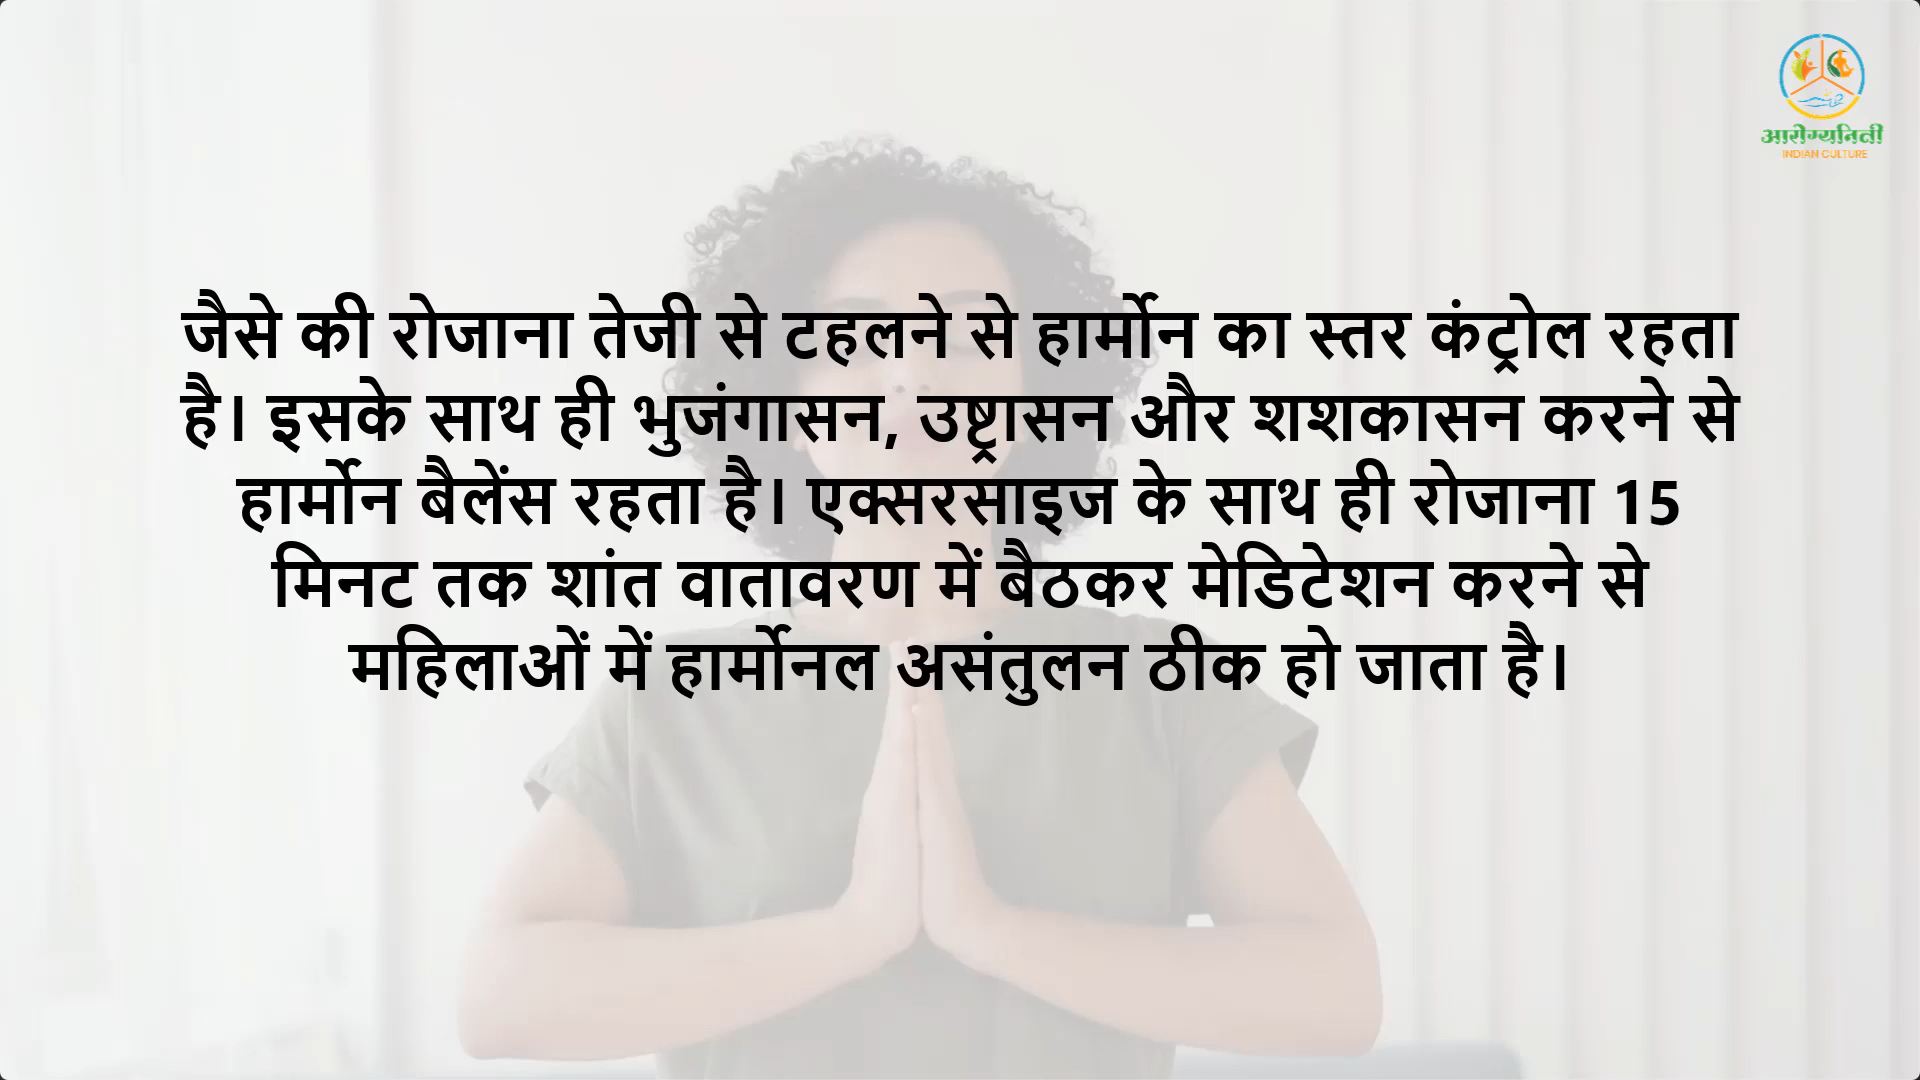 आरोग्यनिती
INDIAN CULTURE
जैसे की रोजाना तेजी से टहलने से हार्मोन का स्तर कंट्रोल रहता
है। इसके साथ ही भुजंगासन, उष्ट्रासन और शशकासन करने से
हार्मोन बैलेंस रहता है। एक्सरसाइज के साथ ही रोजाना 15
मिनट तक शांत वातावरण में बैठकर मेडिटेशन करने से
महिलाओं में हार्मोनल असंतुलन ठीक हो जाता है।